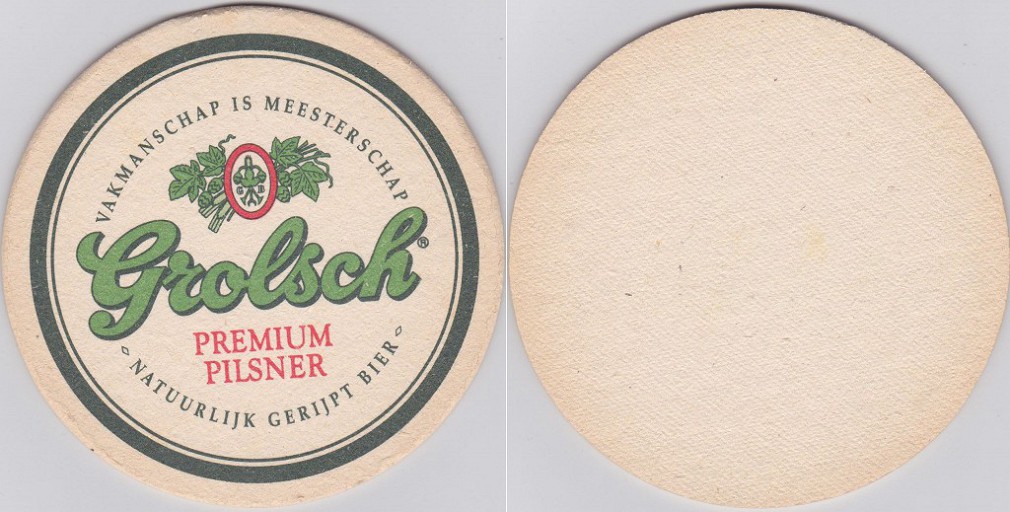 VAKMANSCHAP IS MEESTERSCHAP
G B
Grolsch®
PREMIUM
PILSNER
NATUURLIJK GERIJPT BIER